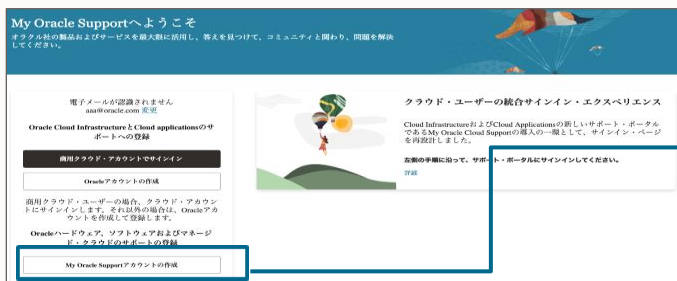 My Oracle Supportへようこそ
オラクル社の製品およびサービスを最大限に活用し、答えを見つけて、コミュニティと関わり、問題を解決
してください。
電子メールが認識されません
aaa@oracle.com 変更
Oracle Cloud InfrastructureとCloud applicationsのサ
ポートへの登録
商用クラウド・アカウントでサインイン
Oracleアカウントの作成
商用クラウド・ユーザーの場合、クラウド・アカウン
トにサインインします。それ以外の場合は、Oracleアカ
ウントを作成して登録します。
Oracleハードウェア、ソフトウェアおよびマネージ
ド・クラウドのサポートの登録
My Oracle Supportアカウントの作成
クラウド・ユーザーの統合サインイン・エクスペリエンス
Cloud InfrastructureおよびCloud Applicationsの新しいサポート・ポータル
であるMy Oracle Cloud Supportの導入の一環として、サインイン・ページ
を再設計しました。
左側の手順に沿って、サポート・ポータルにサインインしてください。
詳細